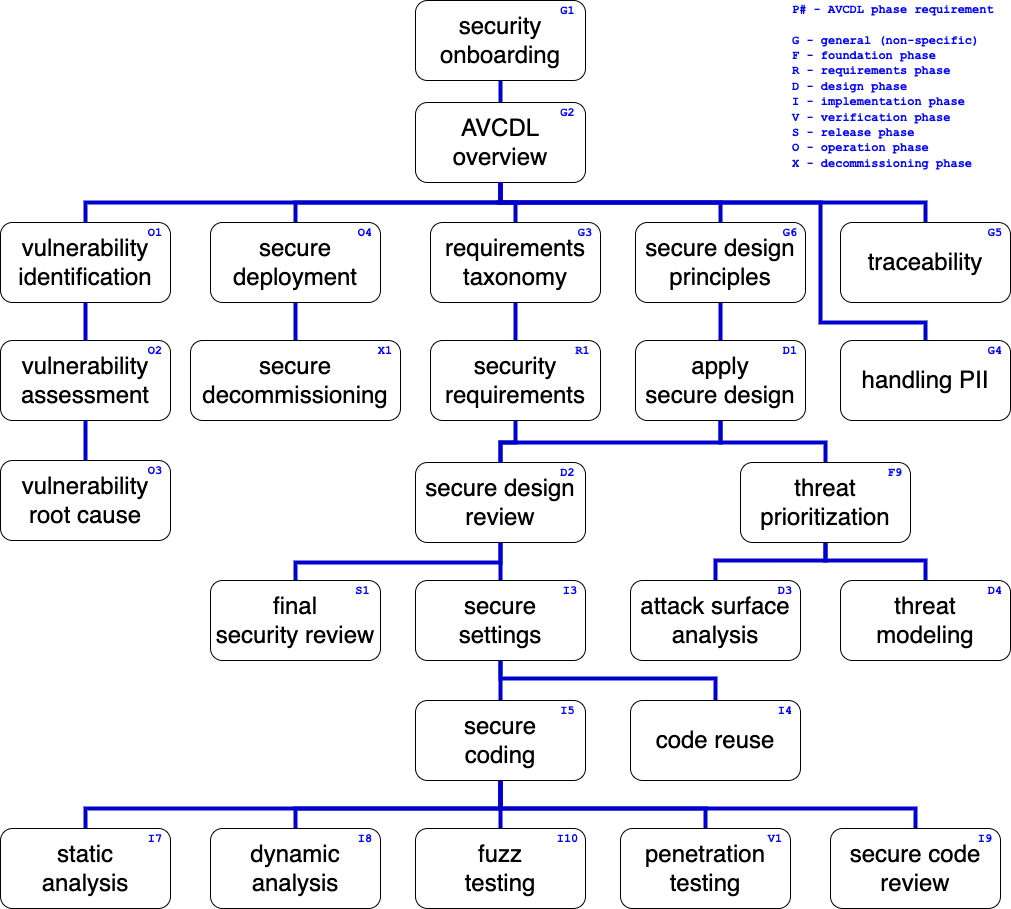 G1
security
onboarding
P# - AVCDL phase requirement
G - general (non-specific)
F - foundation phase
R - requirements phase
D - design phase
I - implementation phase
V - verification phase
S - release phase
O - operation phase
X - decommissioning phase
G2
AVCDL
overview
O1
vulnerability
identification
O4
secure
deployment
G3
requirements
taxonomy
G6
secure design
principles
G5
traceability
O2
vulnerability
assessment
X1
secure
decommissioning
R1
security
requirements
D1
apply
secure design
G4
handling PII
O3
vulnerability
root cause
D2
secure design
review
F9
threat
prioritization
S1
final
security review
I3
secure
settings
D3
attack surface
analysis
D4
threat
modeling
I5
secure
coding
I4
code reuse
I7
static
analysis
I8
dynamic
analysis
I10
fuzz
testing
V1
penetration
testing
I9
secure code
review